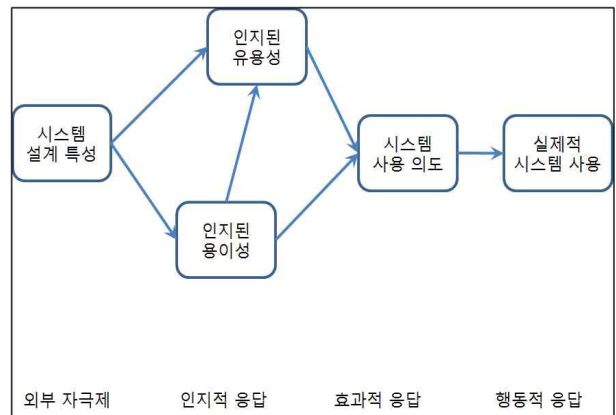 인지된
유용성
시스템
설계 특성
시스템
사용 의도
실제적
시스템 사용
인지된
용이성
외부 자극제
인지적 응답
효과적 응답
행동적 응답